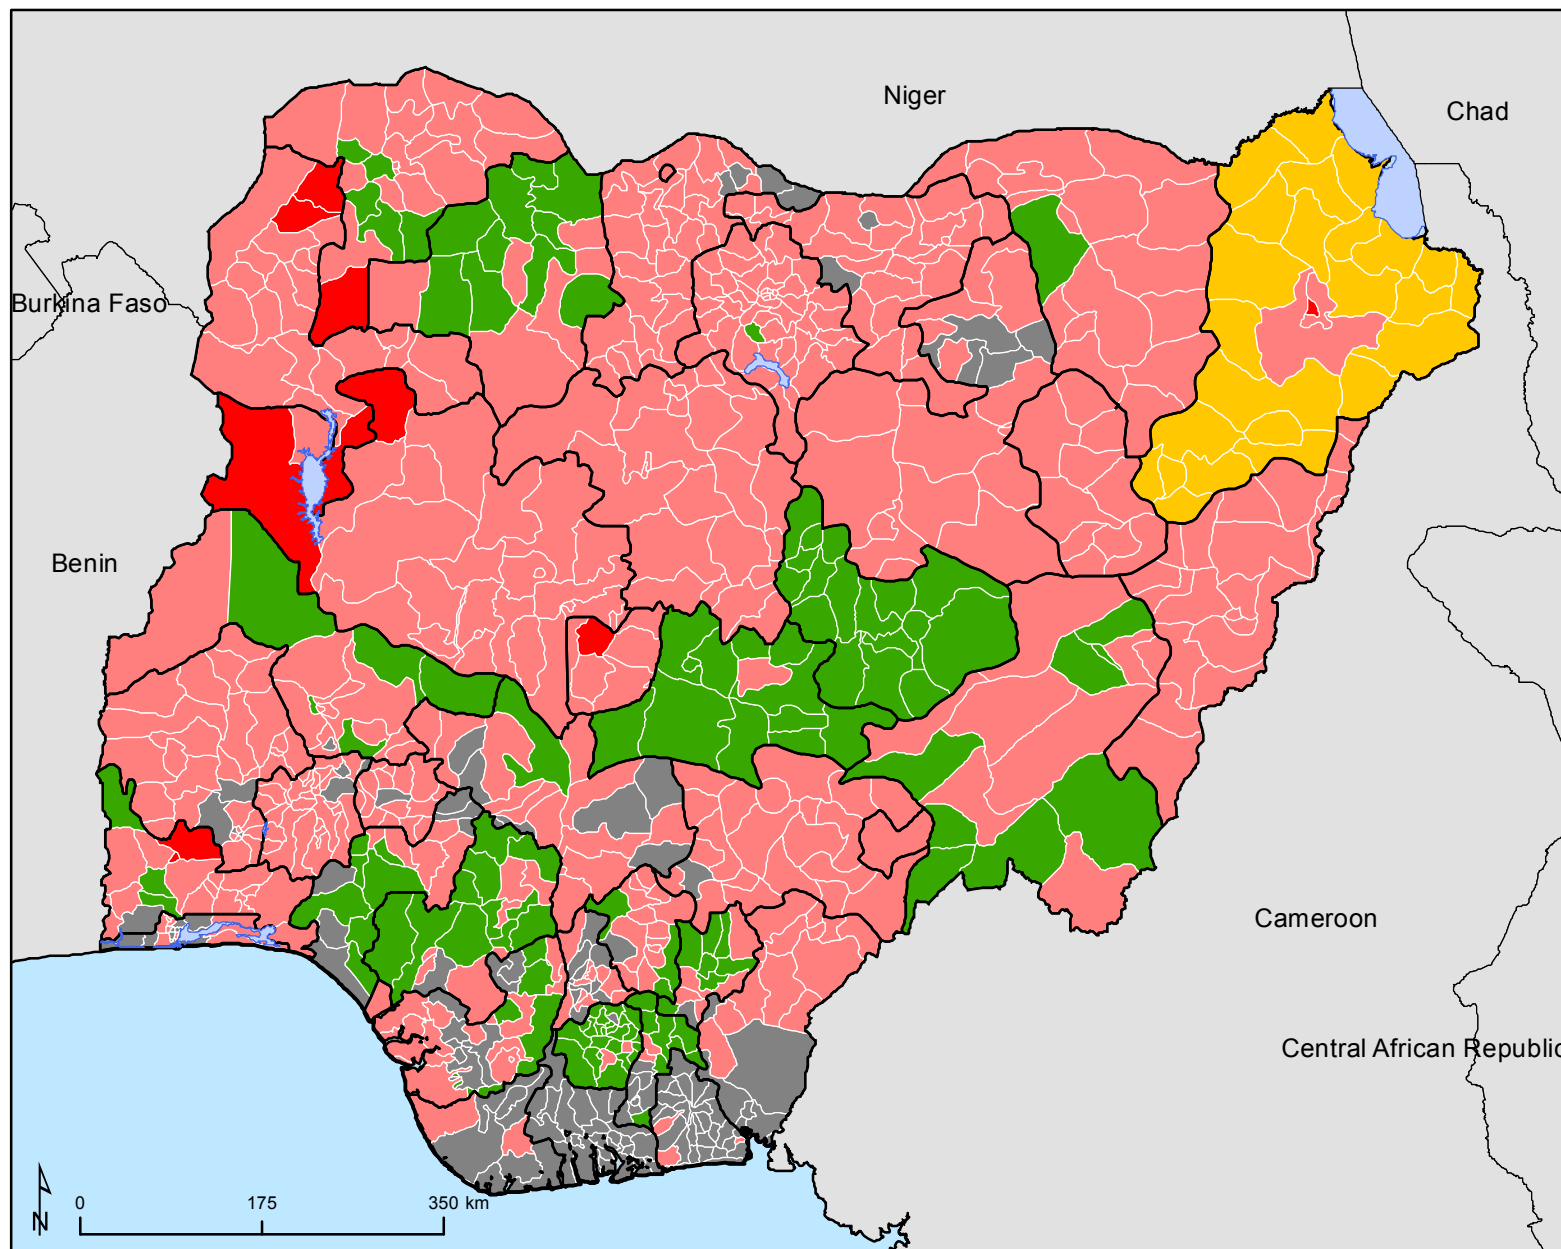 Niger
Chad
Burkina Faso
Benin
Cameroon
Central African Republic
0 175 350 km
N